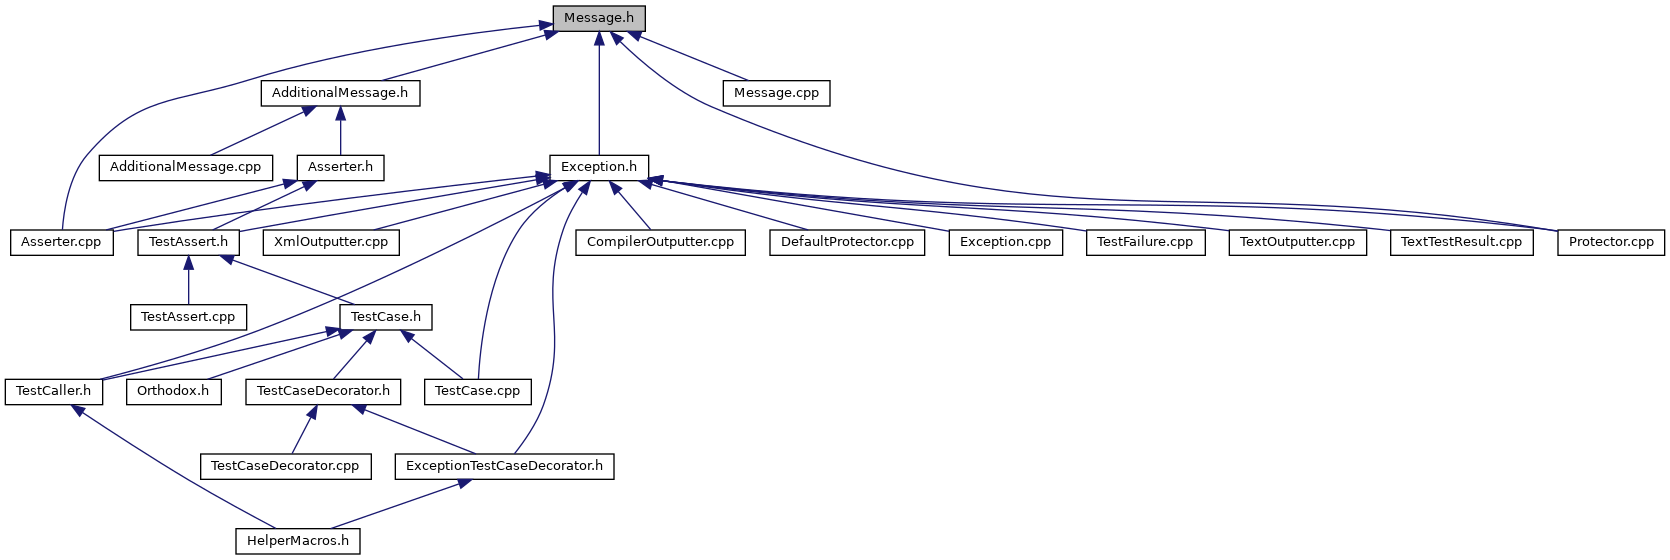 Message.h
AdditionalMessage.h
Message.cpp
AdditionalMessage.cpp
Asserter.h
Exception.h
Asserter.cpp
TestAssert.h
XmlOutputter.cpp
CompilerOutputter.cpp
DefaultProtector.cpp
Exception.cpp
TestFailure.cpp
TextOutputter.cpp
TextTestResult.cpp
Protector.cpp
TestAssert.cpp
TestCase.h
TestCaller.h
Orthodox.h
TestCaseDecorator.h
TestCase.cpp
TestCaseDecorator.cpp
ExceptionTestCaseDecorator.h
HelperMacros.h